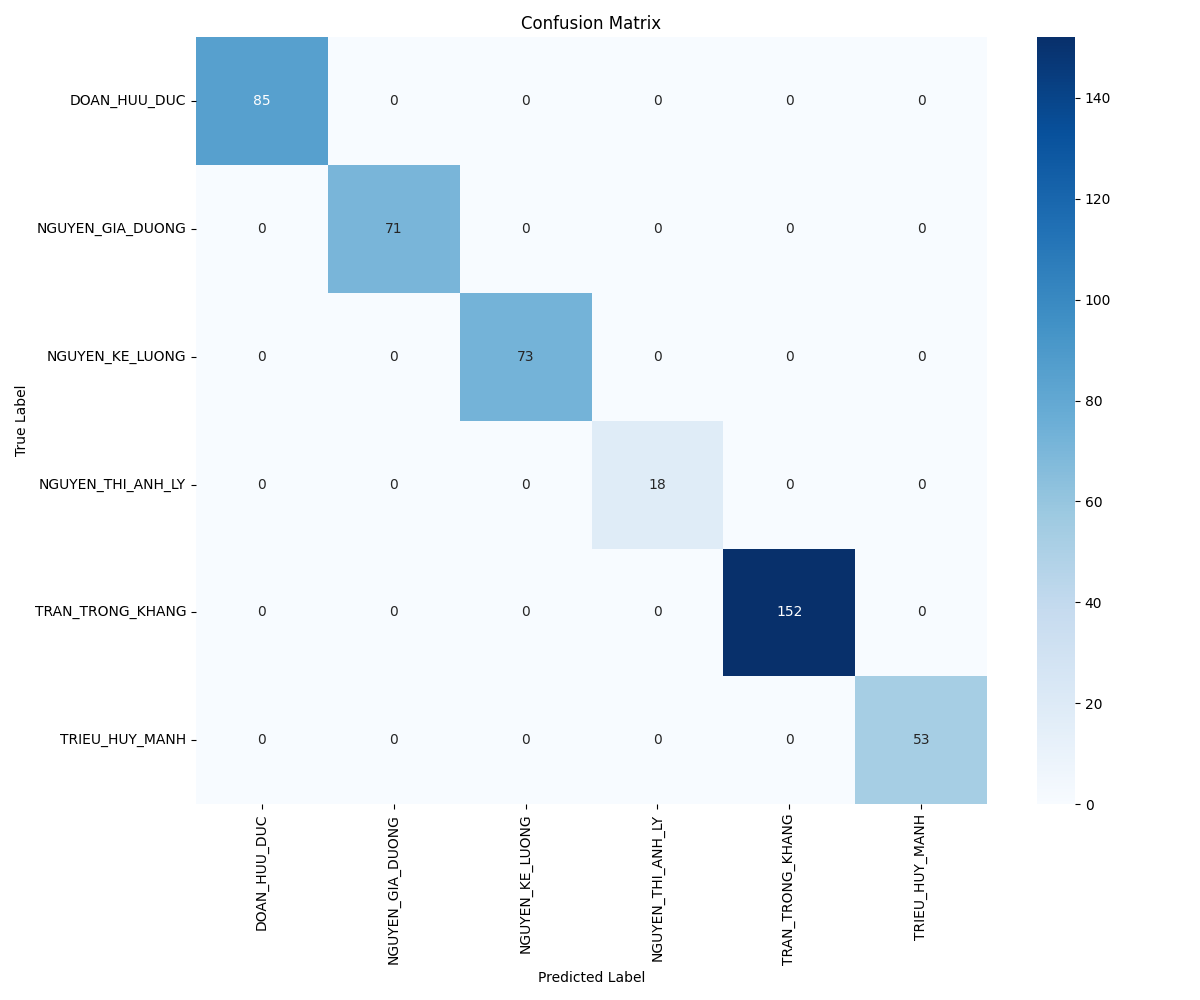 Confusion Matrix
DOAN_HUU_DUC 85 0 0 0 0 0
NGUYEN_GIA_DUONG 0 71 0 0 0 0
NGUYEN_KE_LUONG 0 0 73 0 0 0
NGUYEN_THI_ANH_LY 0 0 0 18 0 0
TRAN_TRONG_KHANG 0 0 0 0 152 0
TRIEU_HUY_MANH 0 0 0 0 0 53
True Label
DOAN_HUU_DUC
NGUYEN_GIA_DUONG
NGUYEN_KE_LUONG
NGUYEN_THI_ANH_LY
TRAN_TRONG_KHANG
TRIEU_HUY_MANH
Predicted Label
140
120
100
80
60
40
20
0